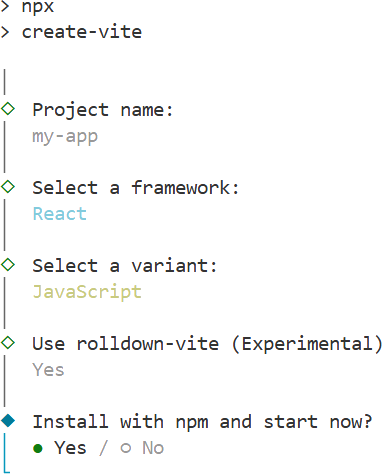 > npx
> create-vite
◇ Project name:
my-app
◇ Select a framework:
React
◇ Select a variant:
JavaScript
◇ Use rolldown-vite (Experimental)
Yes
◆ Install with npm and start now?
● Yes / ○ No